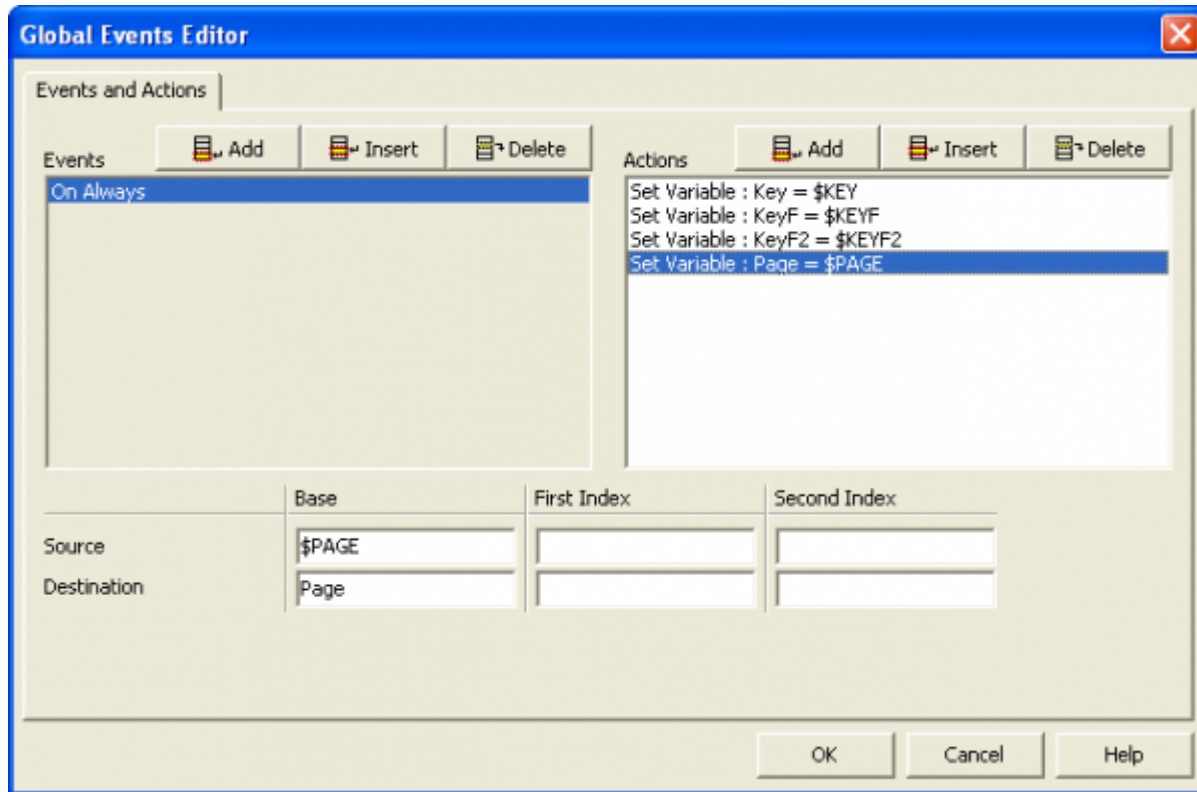 Global Events Editor
Events and Actions
Events Add Insert Delete
Actions Add Insert Delete
On Always
Set Variable : Key = $KEY
Set Variable : KeyF = $KEYF
Set Variable : KeyF2 = $KEYF2
Set Variable : Page = $PAGE
Base First Index Second Index
Source $PAGE
Destination Page
OK Cancel Help